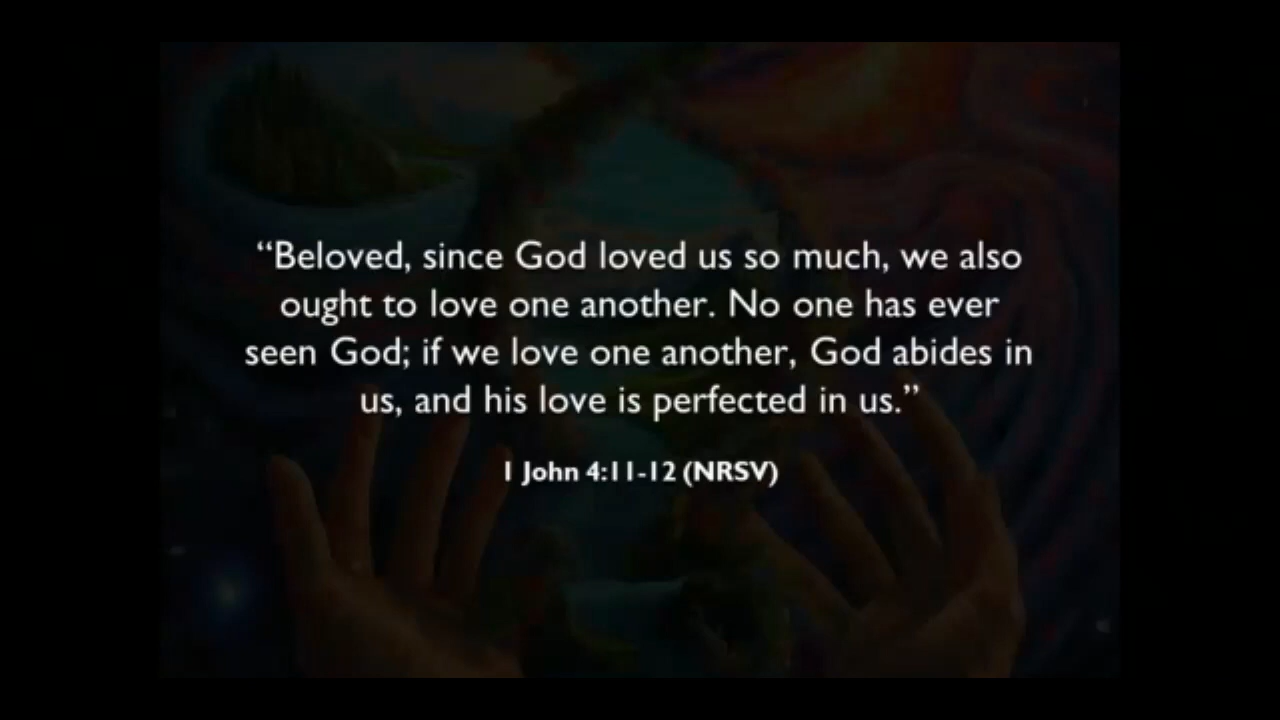 “Beloved, since God loved us so much, we also
ought to love one another. No one has ever
seen God; if we love one another, God abides in
us, and his love is perfected in us.”
1 John 4:11-12 (NRSV)